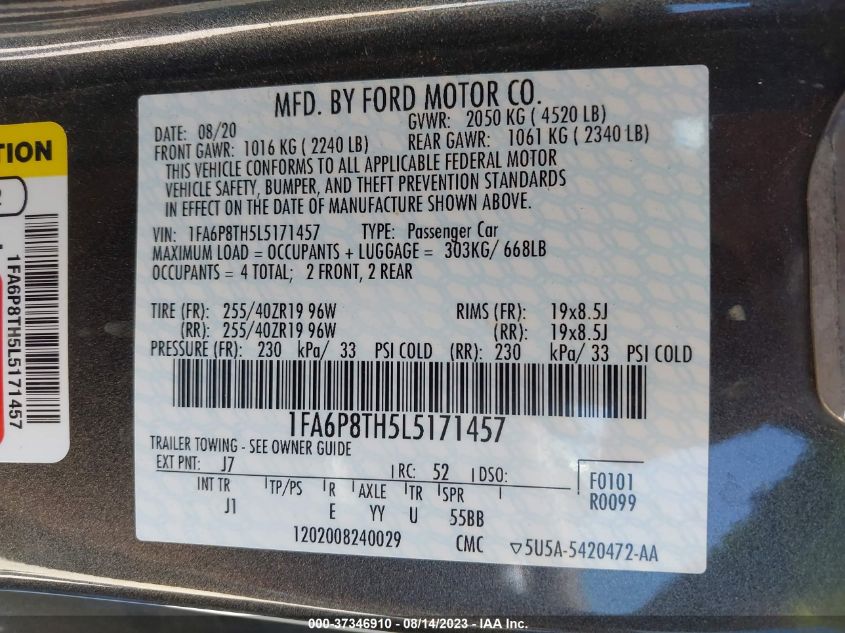 MFD. BY FORD MOTOR CO.
DATE: 08/20 GVWR: 2050 KG ( 4520 LB)
FRONT GAWR: 1016 KG ( 2240 LB) REAR GAWR: 1061 KG ( 2340 LB)
THIS VEHICLE CONFORMS TO ALL APPLICABLE FEDERAL MOTOR
VEHICLE SAFETY, BUMPER, AND THEFT PREVENTION STANDARDS
IN EFFECT ON THE DATE OF MANUFACTURE SHOWN ABOVE.
VIN: 1FA6P8TH5L5171457 TYPE: Passenger Car
MAXIMUM LOAD = OCCUPANTS + LUGGAGE = 303KG/ 668LB
OCCUPANTS = 4 TOTAL; 2 FRONT, 2 REAR
TIRE (FR): 255/40ZR19 96W RIMS (FR): 19x8.5J
(RR): 255/40ZR19 96W (RR): 19x8.5J
PRESSURE (FR): 230 kPa/ 33 PSI COLD (RR): 230 kPa/ 33 PSI COLD
1FA6P8TH5L5171457
TRAILER TOWING - SEE OWNER GUIDE
EXT PNT: J7 RC: 52 DSO:
INT TR TP/PS R AXLE TR SPR
J1 E YY U 55BB
F0101
R0099
1202008240029 CMC ▽5U5A-5420472-AA
TION
1FA6P8TH5L5171457
000-37346910 - 08/14/2023 - IAA Inc.